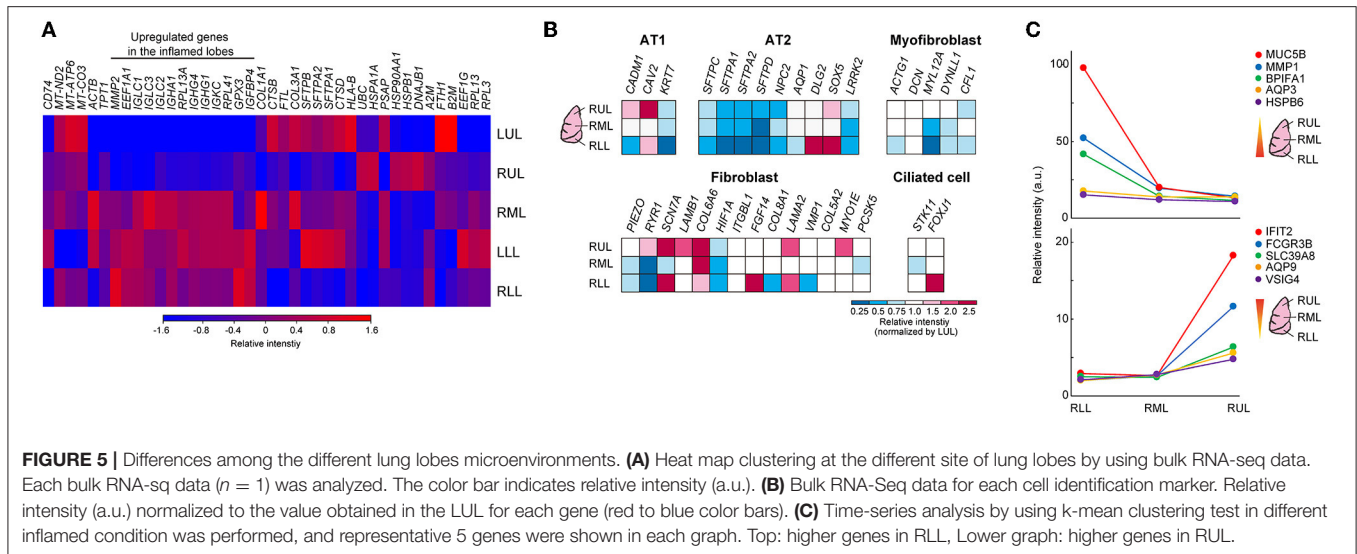 A
Upregulated genes
in the inflamed lobes
CD74 MT-ND2 MT-ATP6 MT-CO3 ACTB TPT1 MMP2 EEF1A1 IGLC1 IGLC3 IGLC2 IGHA1 RPL13A IGHG4 IGHG1 IGKC RPL41 GPX3 IGFBP4 COL1A1 CTSB FTL COL3A1 SFTPB SFTPA2 SFTPA1 CTSD HLA-B PSAP UBC HSPA1A HSP90AA1 HSPB1 DNAJB1 A2M FTH1 B2M EEF1G RPL13 RPL3
LUL
RUL
RML
LLL
RLL
-1.6 -0.8 0 0.4 0.8 1.6
Relative intenstiy
B
AT1 AT2 Myofibroblast
CADM1 CAV2 KRT7 SFTPC SFTPA1 SFTPA2 SFTPD NPC2 AQP1 DLG2 SOX5 LRRK2 ACTG1 DCN MYL12A DYNLL1 CFL1
RUL
RML
RLL
Fibroblast Ciliated cell
PIEZO RYR1 SCN7A LAMB1 COL6A6 HIF1A ITGBL1 FGF14 COL8A1 LAMA2 VMP1 COL5A2 MYO1E PCSK5 STK11 FOXJ1
RUL
RML
RLL
0.25 0.5 0.75 1.0 1.5 2.0 2.5
Relative intenstiy
(normalized by LUL)
C
Relative intensity (a.u.)
100
50
0
MUC5B
MMP1
BPIFA1
AQP3
HSPB6
RUL
RML
RLL
20
10
0
IFIT2
FCGR3B
SLC39A8
AQP9
VSIG4
RUL
RML
RLL
RLL RML RUL
FIGURE 5 | Differences among the different lung lobes microenvironments. (A) Heat map clustering at the different site of lung lobes by using bulk RNA-seq data.
Each bulk RNA-sq data (n = 1) was analyzed. The color bar indicates relative intensity (a.u.). (B) Bulk RNA-Seq data for each cell identification marker. Relative
intensity (a.u.) normalized to the value obtained in the LUL for each gene (red to blue color bars). (C) Time-series analysis by using k-mean clustering test in different
inflamed condition was performed, and representative 5 genes were shown in each graph. Top: higher genes in RLL, Lower graph: higher genes in RUL.